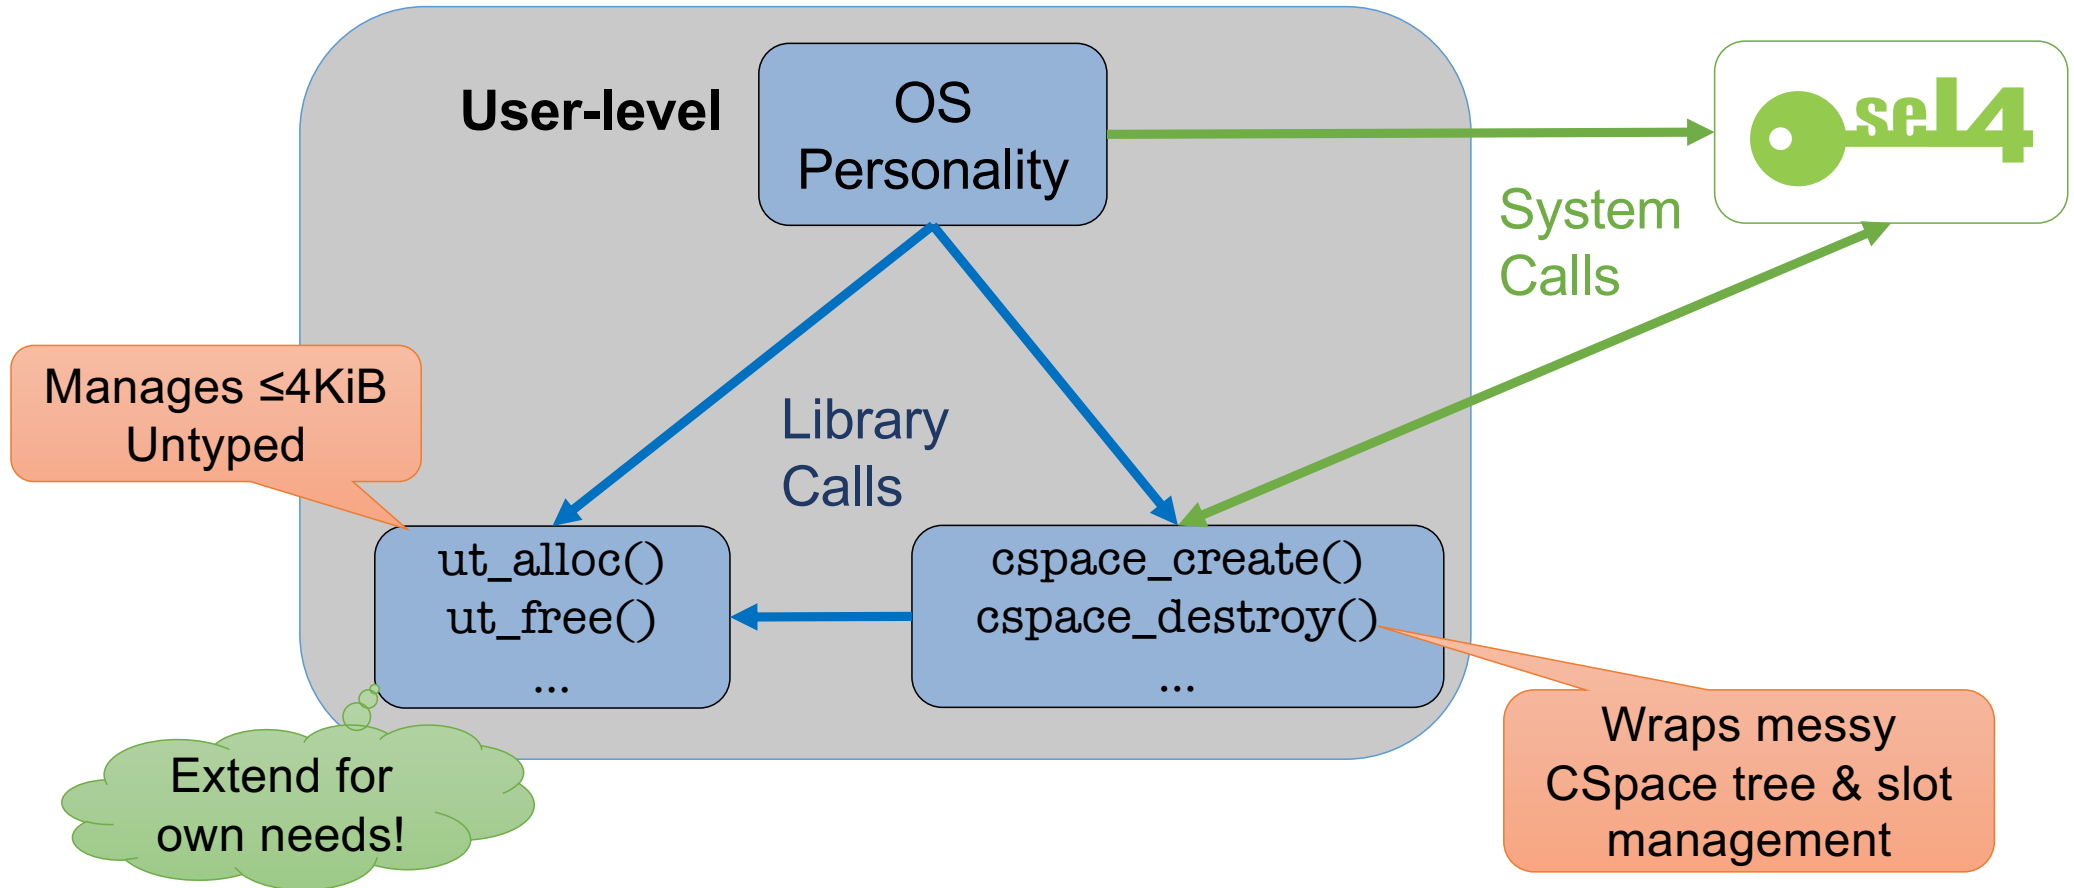 User-level
OS
Personality
seL4
System
Calls
Manages ≤4KiB
Untyped
Library
Calls
ut_alloc()
ut_free()
...
cspace_create()
cspace_destroy()
...
Extend for
own needs!
Wraps messy
CSpace tree & slot
management